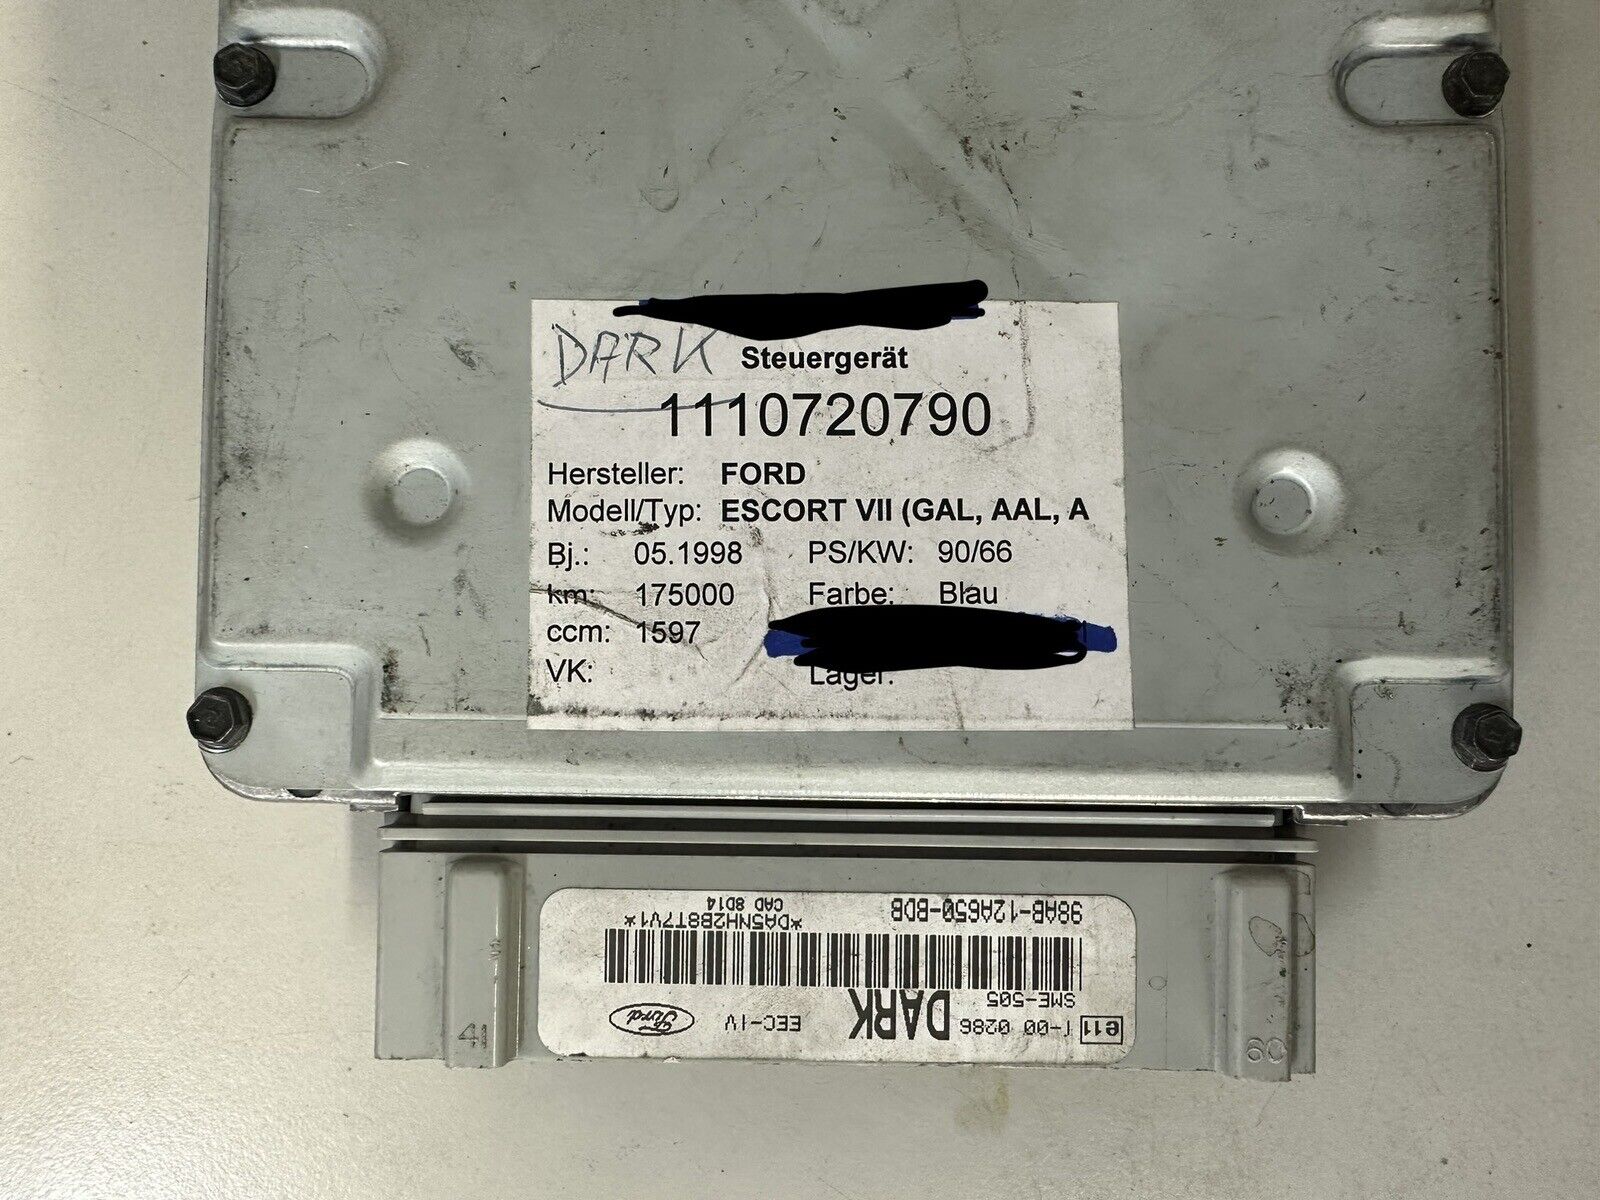 DARK
Steuergerät
1110720790
Hersteller: FORD
Modell/Typ: ESCORT VII (GAL, AAL, A
Bj.: 05.1998 PS/KW: 90/66
km: 175000 Farbe: Blau
ccm: 1597
VK: Lager:
41
60
e11 T-00 0286 DARK EEC-IV Ford
SME-505
98AB-12A650-BDB *DA5NH2B8T7V1*
CAD 8D14